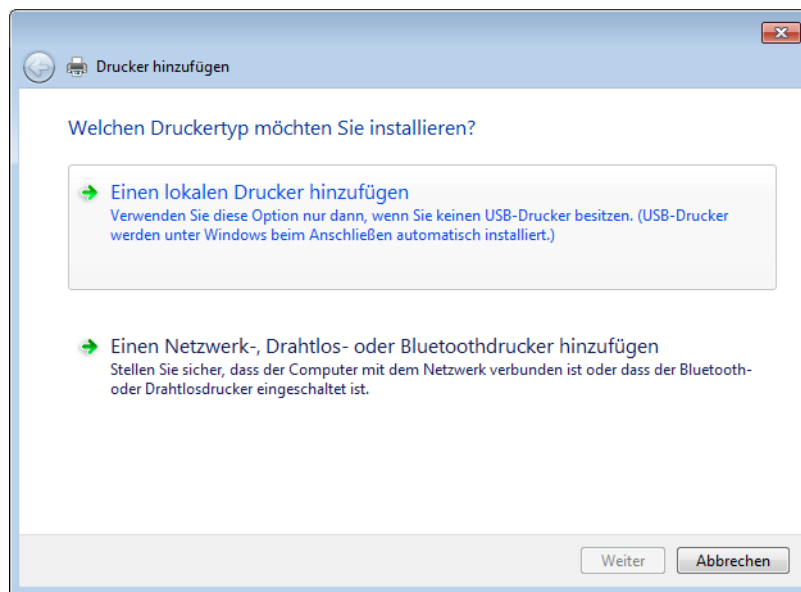 Drucker hinzufügen
Welchen Druckertyp möchten Sie installieren?
Einen lokalen Drucker hinzufügen
Verwenden Sie diese Option nur dann, wenn Sie keinen USB-Drucker besitzen. (USB-Drucker
werden unter Windows beim Anschließen automatisch installiert.)
Einen Netzwerk-, Drahtlos- oder Bluetoothdrucker hinzufügen
Stellen Sie sicher, dass der Computer mit dem Netzwerk verbunden ist oder dass der Bluetooth-
oder Drahtlosdrucker eingeschaltet ist.
Weiter Abbrechen